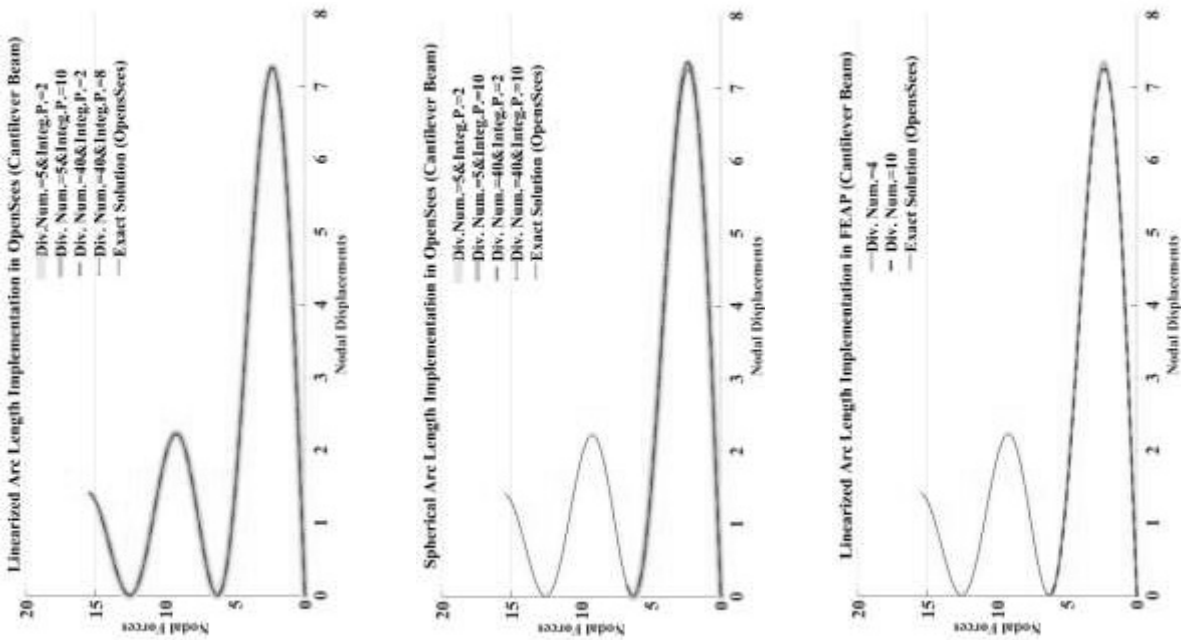 Linearized Arc Length Implementation in OpenSees (Cantilever Beam)
Div.Num.=5&Integ.P.=2
Div. Num.=5&Integ.P.=10
Div. Num.=40&Integ.P.=2
Div. Num.=40&Integ.P.=8
Exact Solution (OpensSees)
Nodal Forces
20
15
10
5
0
0 1 2 3 4 5 6 7 8
Nodal Displacements
Spherical Arc Length Implementation in OpenSees (Cantilever Beam)
Div.Num.=5&Integ.P.=2
Div. Num.=5&Integ.P.=10
Div. Num.=40&Integ.P.=2
Div. Num.=40&Integ.P.=10
Exact Solution (OpensSees)
Nodal Forces
20
15
10
5
0
0 1 2 3 4 5 6 7 8
Nodal Displacements
Linearized Arc Length Implementation in FEAP (Cantilever Beam)
Div. Num.=4
Div. Num.=10
Exact Solution (OpensSees)
Nodal Forces
20
15
10
5
0
0 1 2 3 4 5 6 7 8
Nodal Displacements